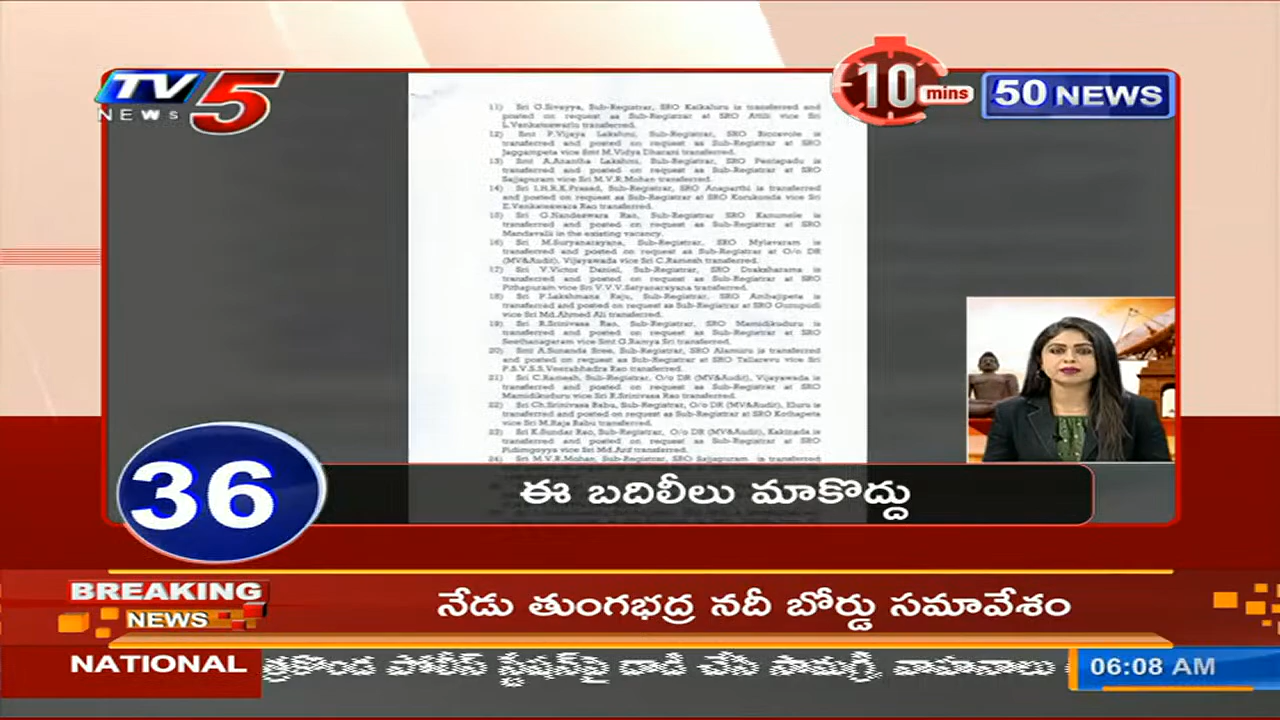 TV5
NEWS
10 mins
50 NEWS
11) Sri G.Sivayya, Sub-Registrar, SRO Kaikaluru is transferred and
posted on request as Sub-Registrar at SRO Attili vice Sri
L.Venkateswarlu transferred.
12) Smt P.Vijaya Lakshmi, Sub-Registrar, SRO Biccavole is
transferred and posted on request as Sub-Registrar at SRO
Jaggampeta vice Smt M.Vidya Dharani transferred.
13) Smt A.Anantha Lakshmi, Sub-Registrar, SRO Pentapadu is
transferred and posted on request as Sub-Registrar at SRO
Sajjapuram vice Sri M.V.R.Mohan transferred.
14) Sri I.N.R.K.Prasad, Sub-Registrar, SRO Anaparthi is transferred
and posted on request as Sub-Registrar at SRO Korukonda vice Sri
E.Venkateswara Rao transferred.
15) Sri G.Nandeswara Rao, Sub-Registrar SRO Kanumole is
transferred and posted on request as Sub-Registrar at SRO
Mandavalli in the existing vacancy.
16) Sri M.Suryanarayana, Sub-Registrar, SRO Mylavaram is
transferred and posted on request as Sub-Registrar at O/o DR
(MV&Audit), Vijayawada vice Sri C.Ramesh transferred.
17) Sri V.Victor Daniel, Sub-Registrar, SRO Draksharama is
transferred and posted on request as Sub-Registrar at SRO
Pithapuram vice Sri V.V.V.Satyanarayana transferred.
18) Sri P.Lakshmana Raju, Sub-Registrar, SRO Ambajipeta is
transferred and posted on request as Sub-Registrar at SRO Gunupudi
vice Sri Md.Ahmed Ali transferred.
19) Sri R.Srinivasa Rao, Sub-Registrar, SRO Mamidikuduru is
transferred and posted on request as Sub-Registrar at SRO
Seethanagaram vice Smt G.Ramya Sri transferred.
20) Smt A.Sunanda Sree, Sub-Registrar, SRO Alamuru is transferred
and posted on request as Sub-Registrar at SRO Tallarevu vice Sri
P.S.V.S.S.Veerabhadra Rao transferred.
21) Sri C.Ramesh, Sub-Registrar, O/o DR (MV&Audit), Vijayawada is
transferred and posted on request as Sub-Registrar at SRO
Mamidikuduru vice Sri R.Srinivasa Rao transferred.
22) Sri Ch.Srinivasa Babu, Sub-Registrar, O/o DR (MV&Audit), Eluru is
transferred and posted on request as Sub-Registrar at SRO Kothapeta
vice Sri M.Raja Babu transferred.
23) Sri K.Sundar Rao, Sub-Registrar, O/o DR (MV&Audit), Kakinada is
transferred and posted on request as Sub-Registrar at SRO
Pidimgoyya vice Sri Md.Arif transferred.
24) Sri M.V.R.Mohan, Sub-Registrar, SRO Sajjapuram is transferred
36
ఈ బదిలీలు మాకొద్దు
BREAKING
NEWS
నేడు తుంగభద్ర నదీ బోర్డు సమావేశం
NATIONAL
06:08 AM